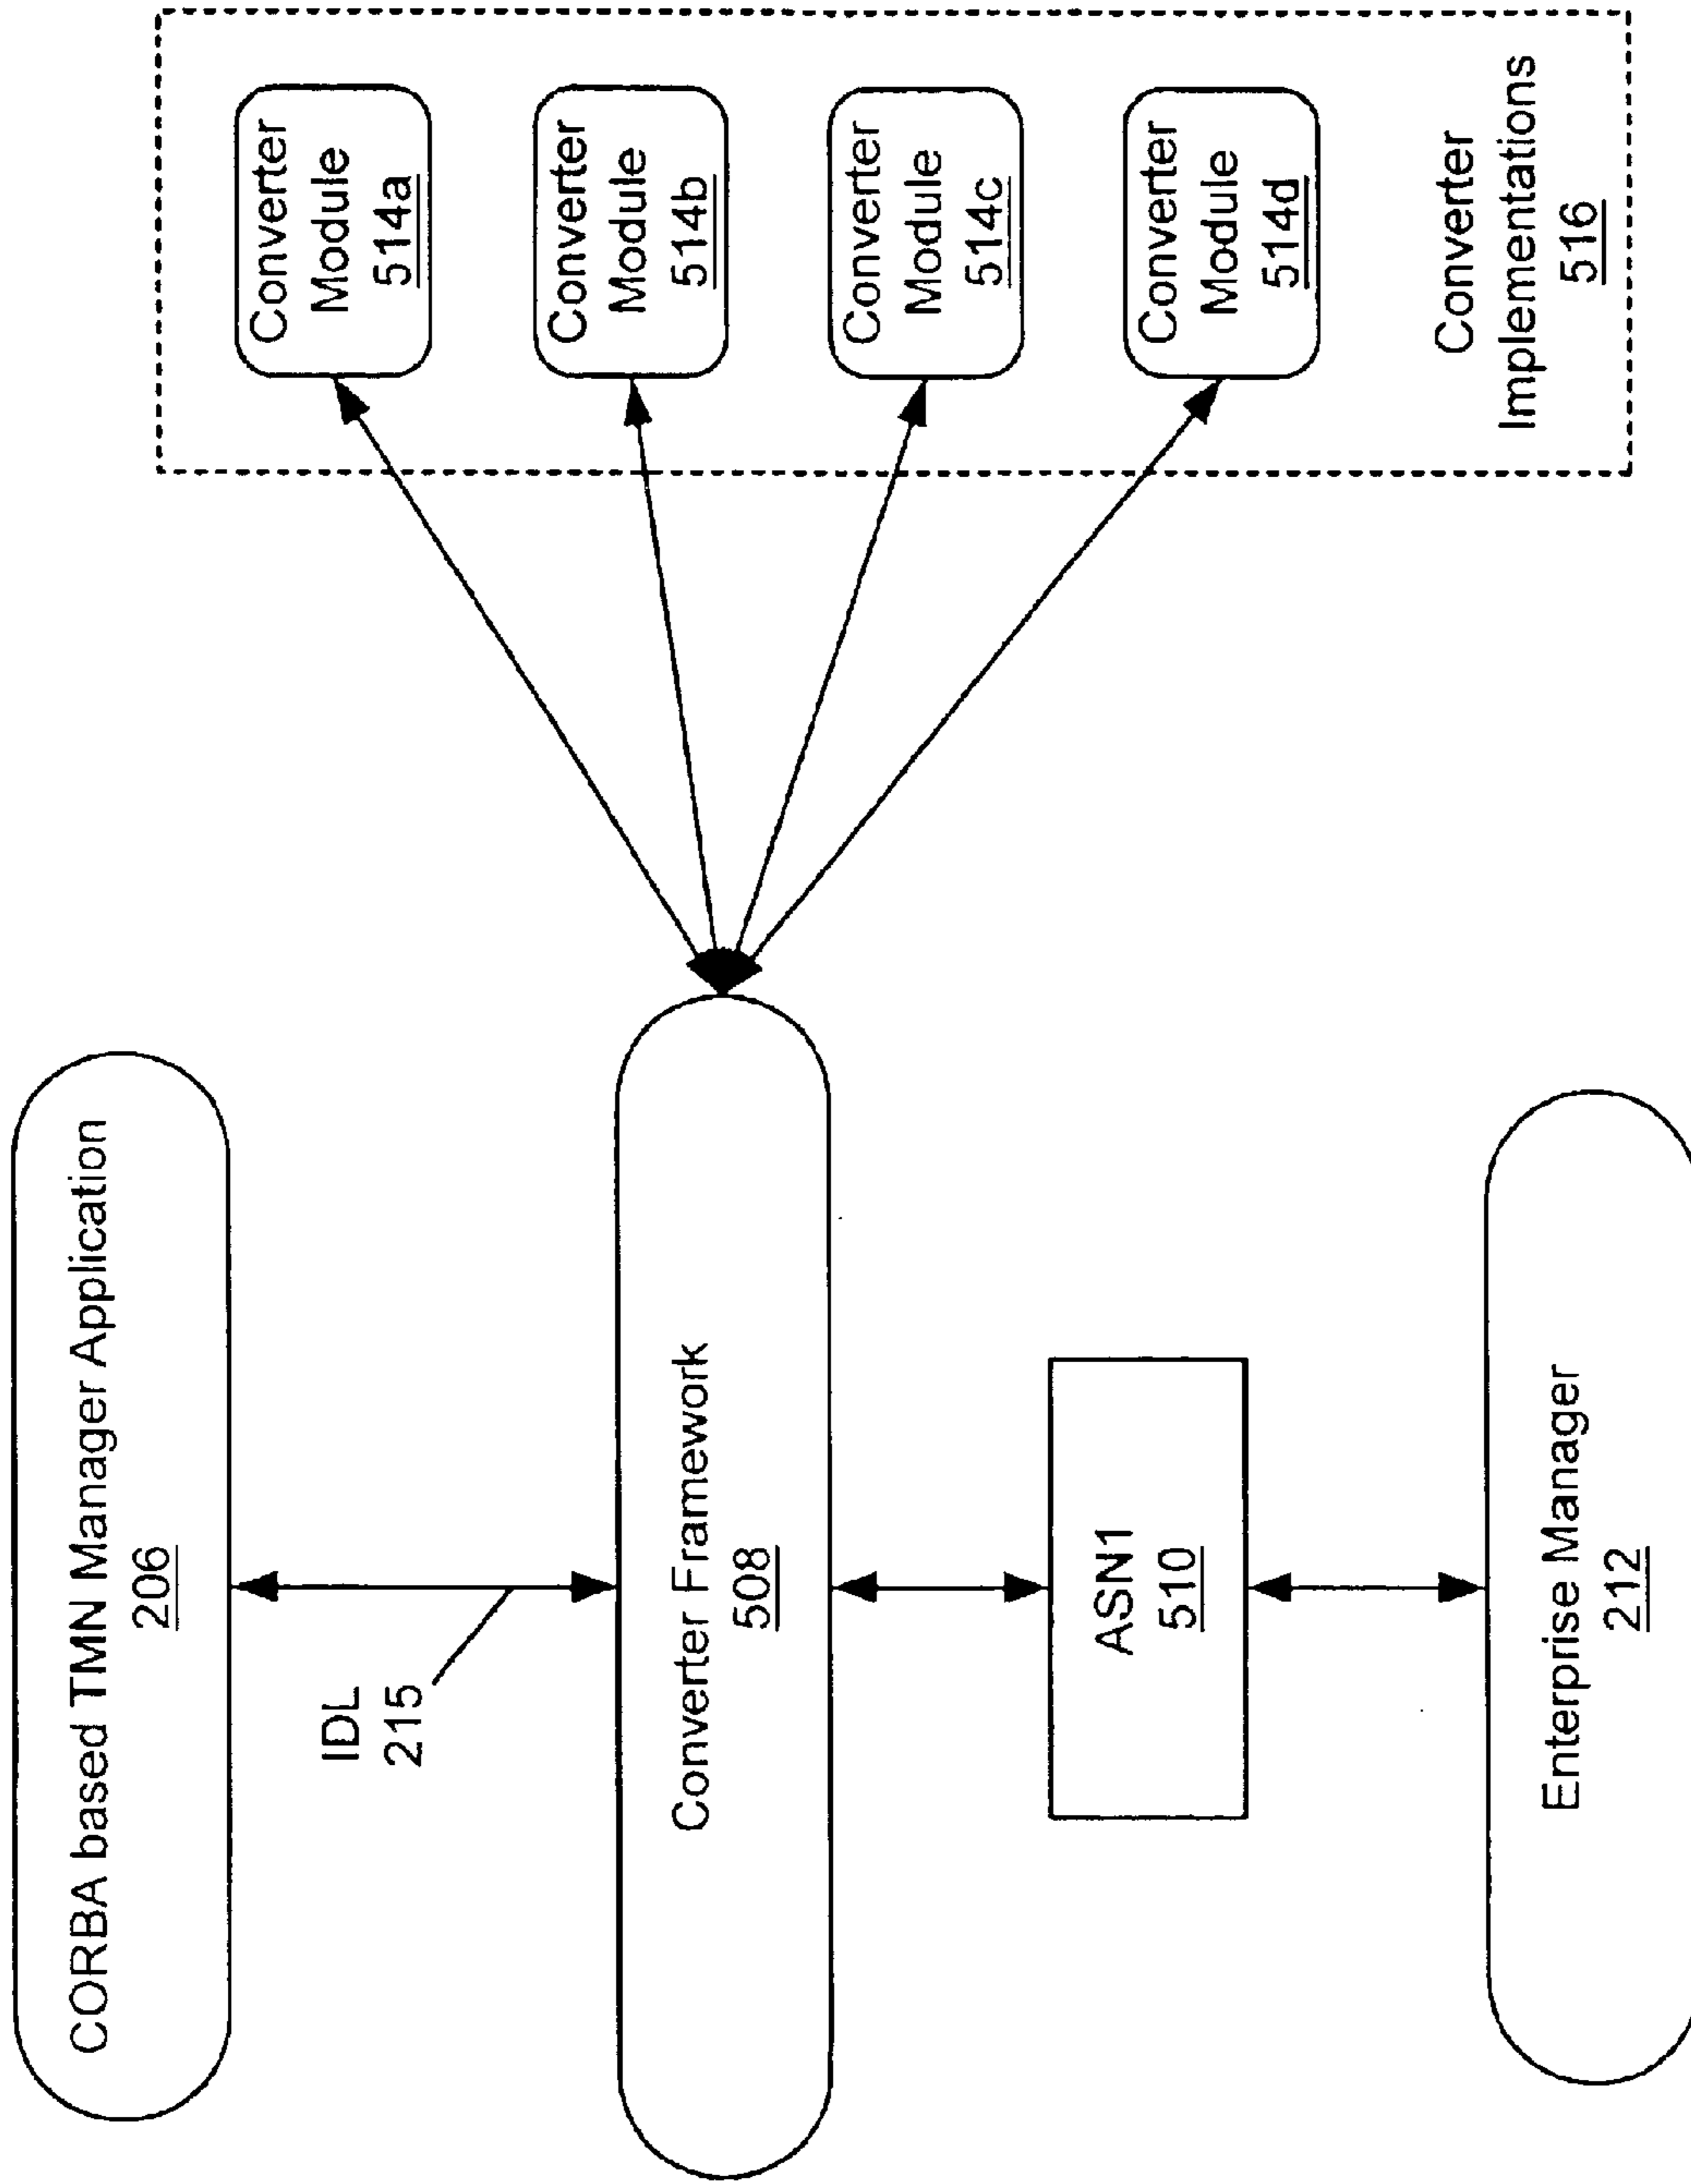 CORBA based TMN Manager Application
206
IDL
215
Converter Framework
508
ASN1
510
Enterprise Manager
212
Converter
Module
514a
Converter
Module
514b
Converter
Module
514c
Converter
Module
514d
Converter
Implementations
516